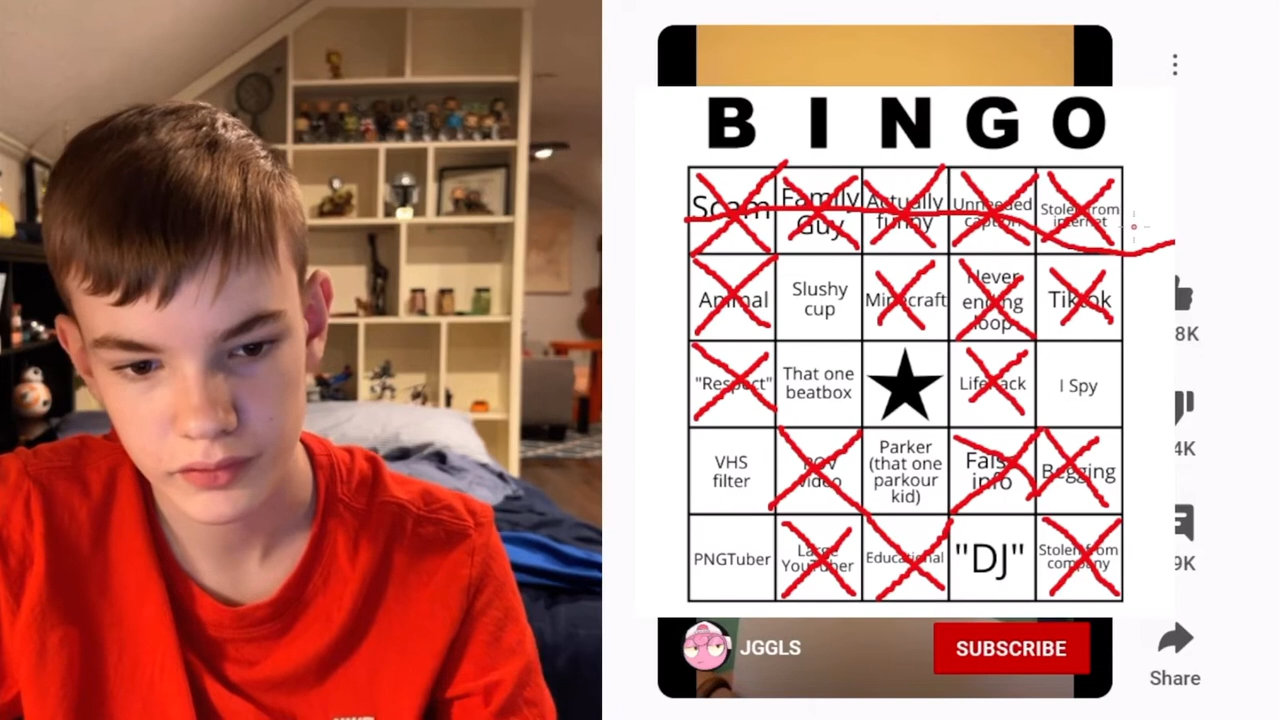 B I N G O
Scam
Family
Guy
Actually
funny
Unneeded
caption
Stolen from
internet
Animal
Slushy
cup
Minecraft
Never
ending
loop
Tiktok
"Respect"
That one
beatbox
Lifehack
I Spy
VHS
filter
POV
video
Parker
(that one
parkour
kid)
False
info
Begging
PNGTuber
Large
YouTuber
Educational
"DJ"
Stolen from
company
8K
4K
9K
JGGLS
SUBSCRIBE
Share